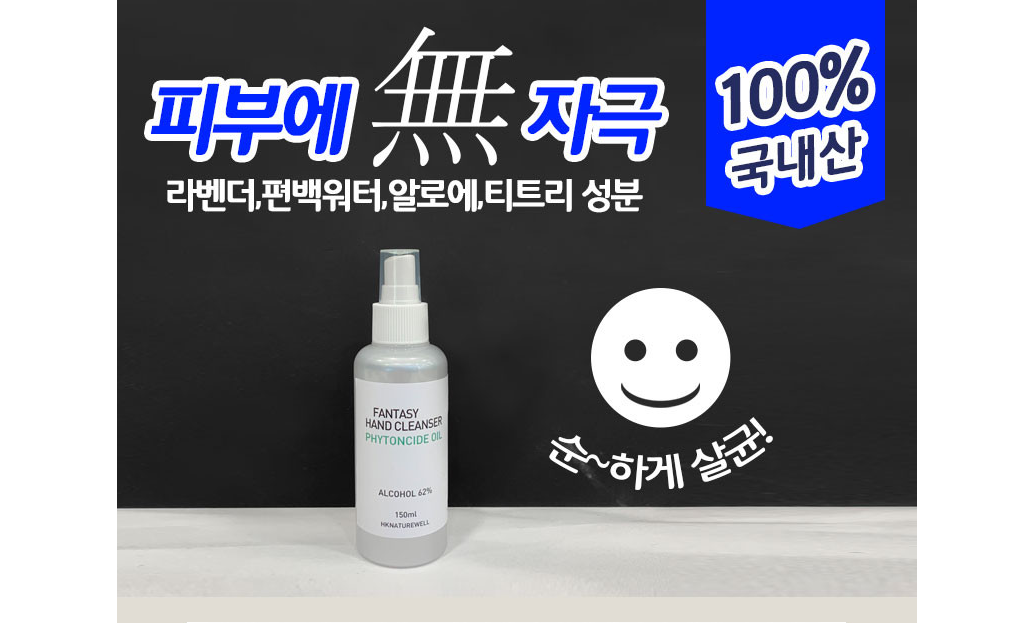 피부에 無 자극
라벤더,편백워터,알로에,티트리 성분
100%
국내산
FANTASY
HAND CLEANSER
PHYTONCIDE OIL
ALCOHOL 62%
150ml
HKNATUREWELL
순~하게 살균!